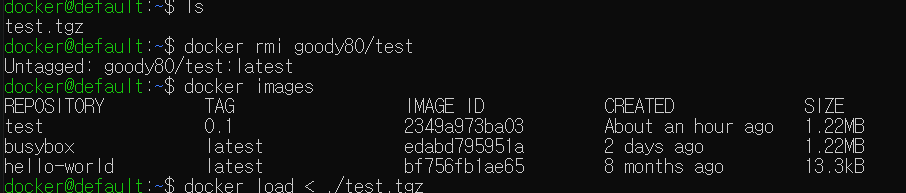 docker@default:~$ ls
test.tgz
docker@default:~$ docker rmi goody80/test
Untagged: goody80/test:latest
docker@default:~$ docker images
REPOSITORY TAG IMAGE ID CREATED SIZE
test 0.1 2349a973ba03 About an hour ago 1.22MB
busybox latest edabd795951a 2 days ago 1.22MB
hello-world latest bf756fb1ae65 8 months ago 13.3kB
docker@default:~$ docker load < ./test.tgz